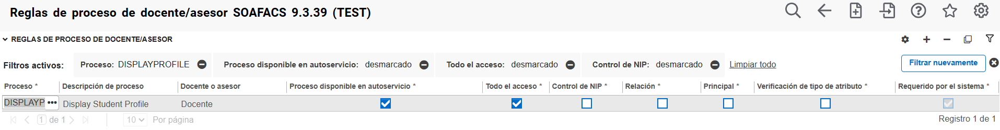 Reglas de proceso de docente/asesor SOAFACS 9.3.39 (TEST)
REGLAS DE PROCESO DE DOCENTE/ASESOR
Filtros activos: Proceso: DISPLAYPROFILE Proceso disponible en autoservicio: desmarcado Todo el acceso: desmarcado Control de NIP: desmarcado Limpiar todo Filtrar nuevamente
Proceso * Descripción de proceso Docente o asesor Proceso disponible en autoservicio * Todo el acceso * Control de NIP * Relación * Principal * Verificación de tipo de atributo * Requerido por el sistema *
DISPLAYP ••• Display Student Profile Docente
1 de 1 10 Por página Registro 1 de 1